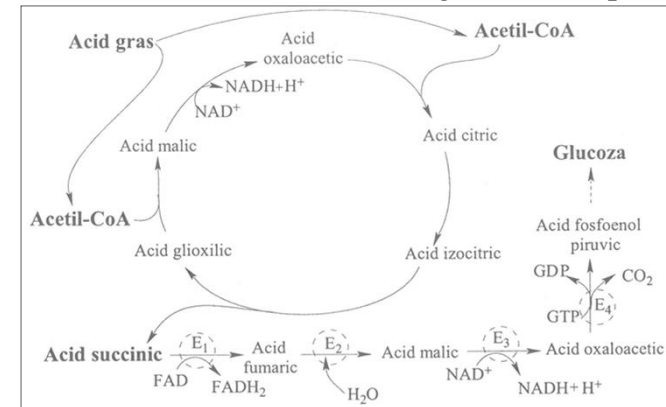 Acid gras
Acetil-CoA
Acid
oxaloacetic
NADH+H⁺
NAD⁺
Acid malic
Acid citric
Glucoza
Acetil-CoA
Acid fosfoenol
piruvic
Acid glioxilic
Acid izocitric
GDP
CO₂
GTP
E₄
Acid succinic
E₁
Acid
fumaric
E₂
Acid malic
E₃
Acid oxaloacetic
FAD
FADH₂
H₂O
NAD⁺
NADH+H⁺